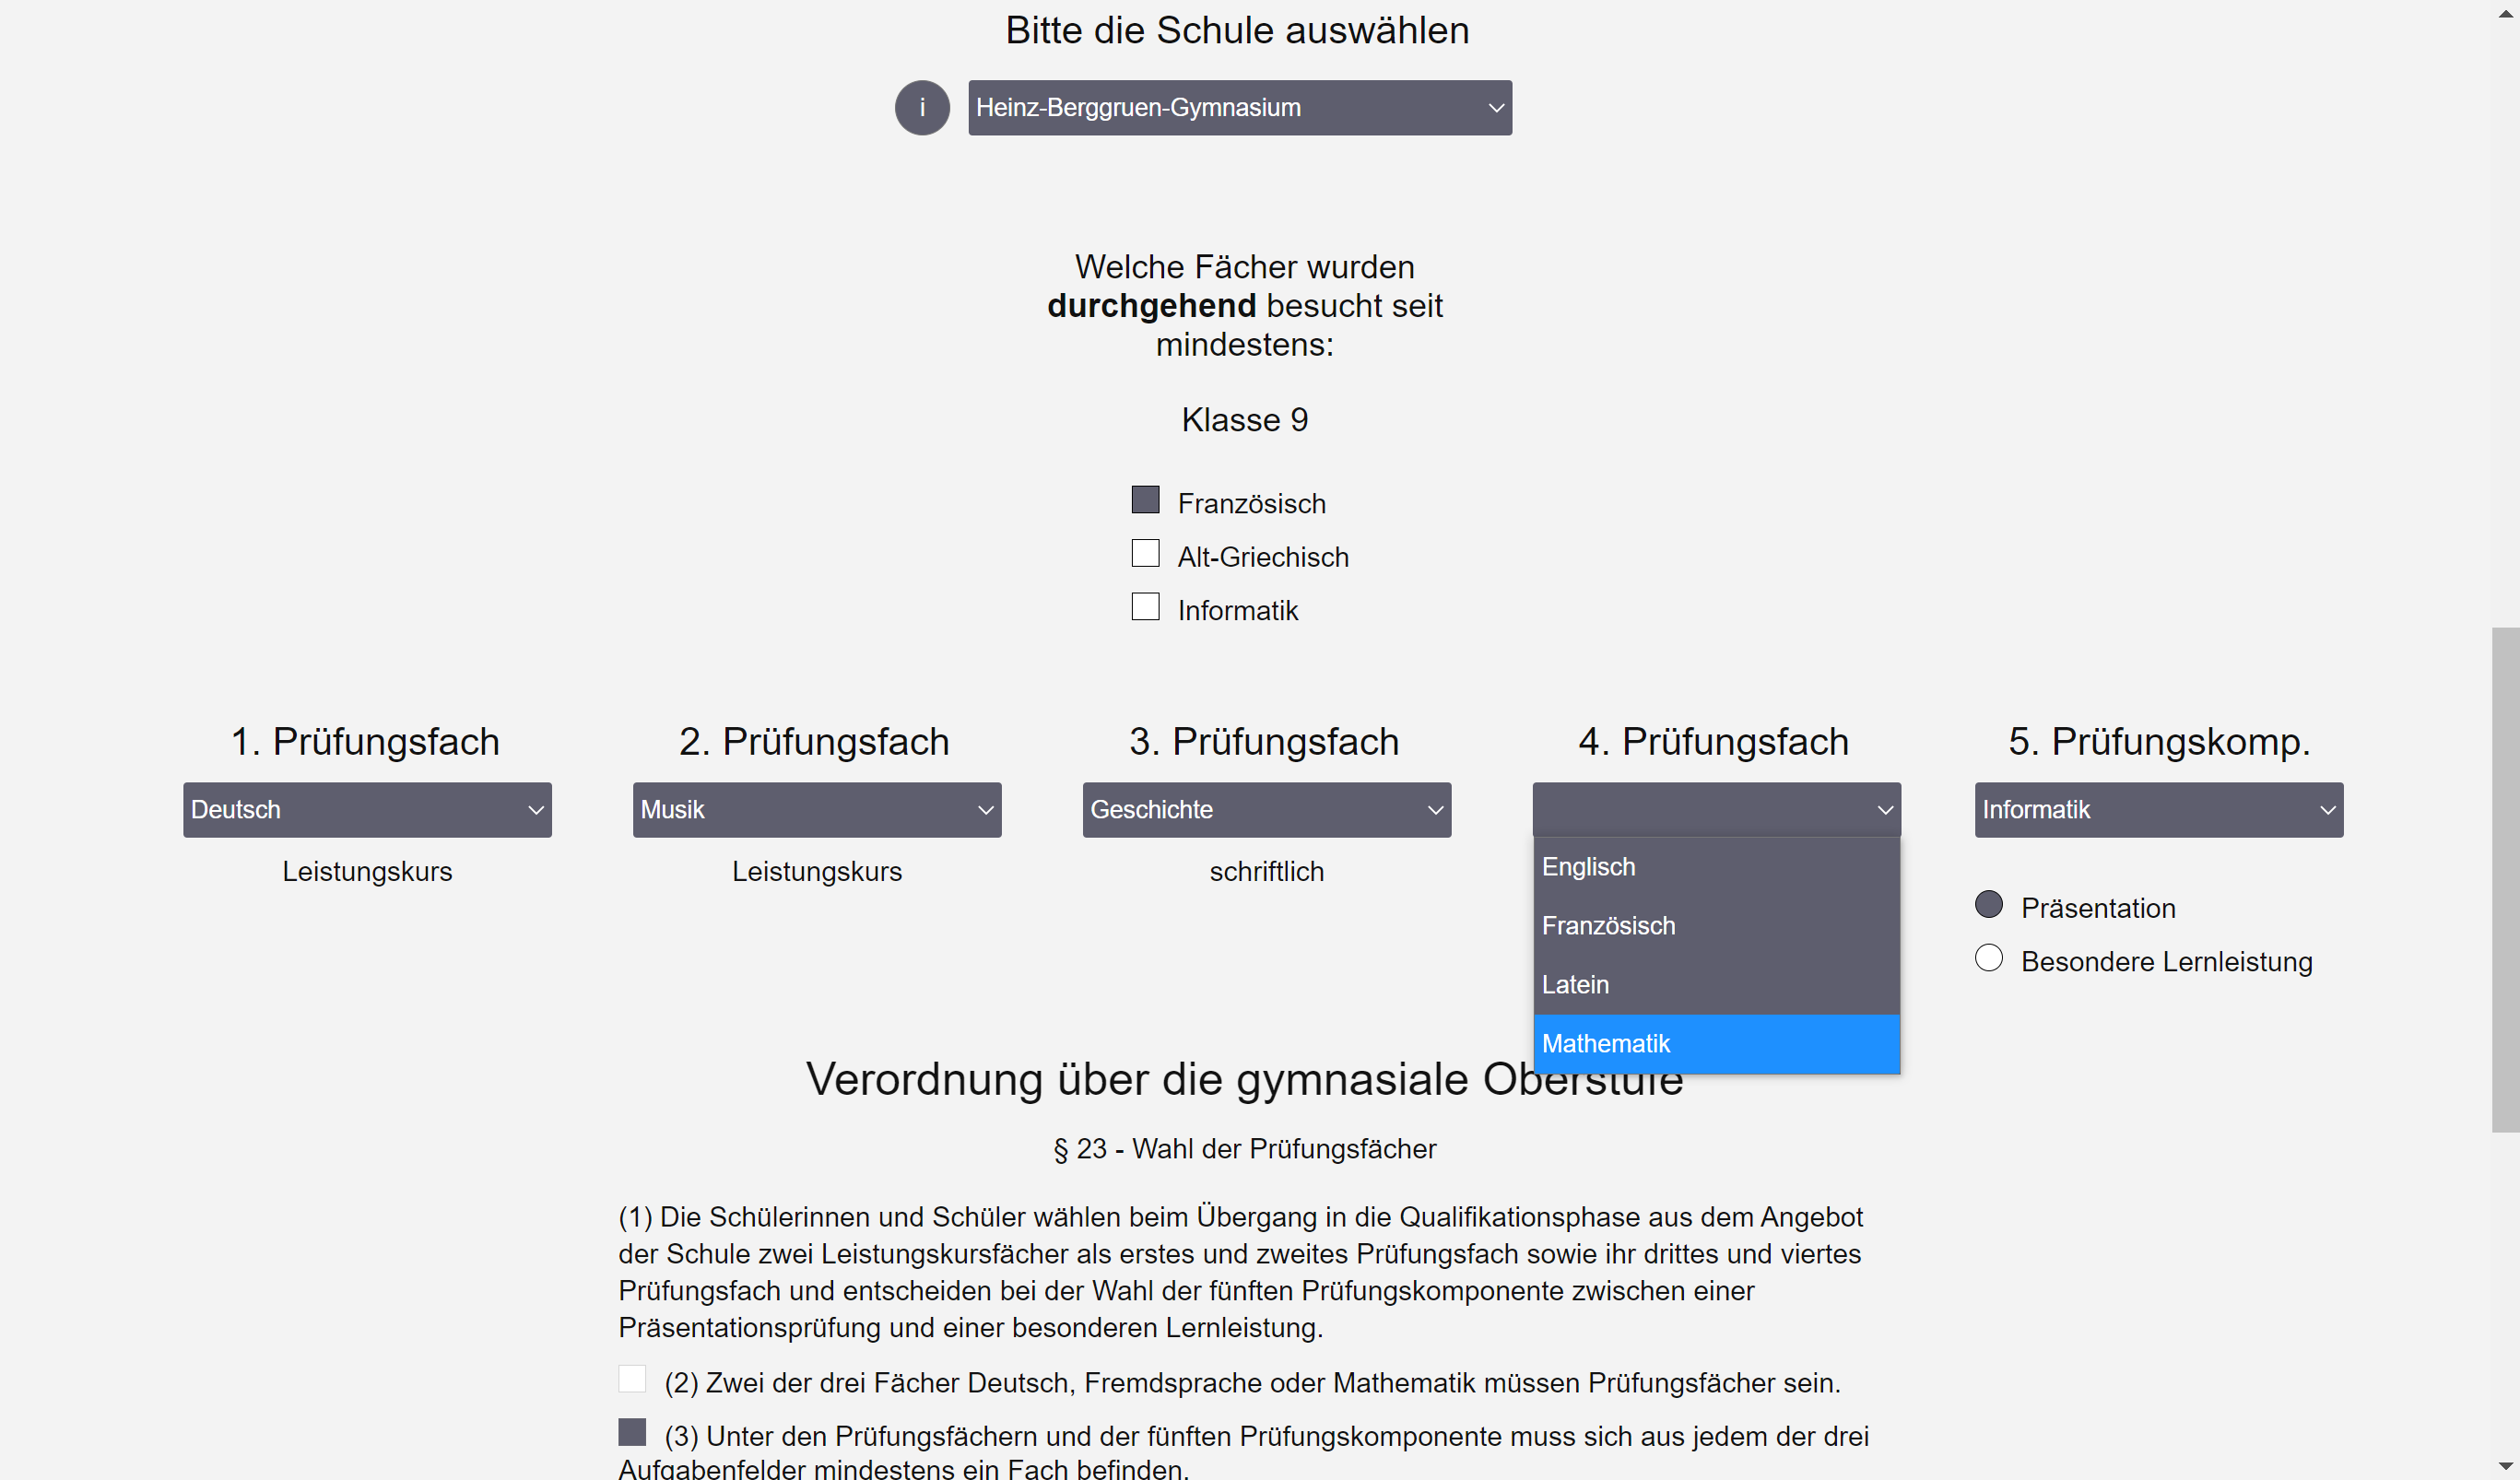 Bitte die Schule auswählen
i
Heinz-Berggruen-Gymnasium
Welche Fächer wurden
durchgehend besucht seit
mindestens:
Klasse 9
Französisch
Alt-Griechisch
Informatik
1. Prüfungsfach
Deutsch
Leistungskurs
2. Prüfungsfach
Musik
Leistungskurs
3. Prüfungsfach
Geschichte
schriftlich
4. Prüfungsfach
Englisch
Französisch
Latein
Mathematik
5. Prüfungskomp.
Informatik
Präsentation
Besondere Lernleistung
Verordnung über die gymnasiale Oberstufe
§ 23 - Wahl der Prüfungsfächer
(1) Die Schülerinnen und Schüler wählen beim Übergang in die Qualifikationsphase aus dem Angebot
der Schule zwei Leistungskursfächer als erstes und zweites Prüfungsfach sowie ihr drittes und viertes
Prüfungsfach und entscheiden bei der Wahl der fünften Prüfungskomponente zwischen einer
Präsentationsprüfung und einer besonderen Lernleistung.
(2) Zwei der drei Fächer Deutsch, Fremdsprache oder Mathematik müssen Prüfungsfächer sein.
(3) Unter den Prüfungsfächern und der fünften Prüfungskomponente muss sich aus jedem der drei
Aufgabenfelder mindestens ein Fach befinden.